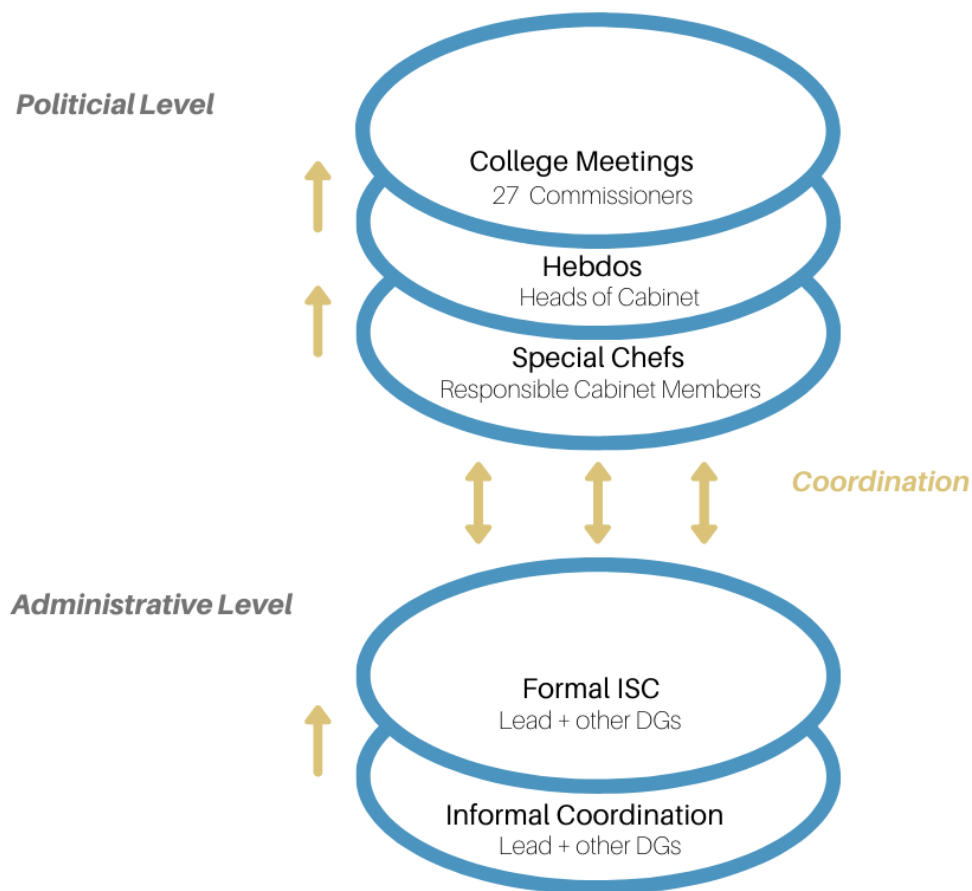 Politicial Level
College Meetings
27 Commissioners
Hebdos
Heads of Cabinet
Special Chefs
Responsible Cabinet Members
Coordination
Administrative Level
Formal ISC
Lead + other DGs
Informal Coordination
Lead + other DGs